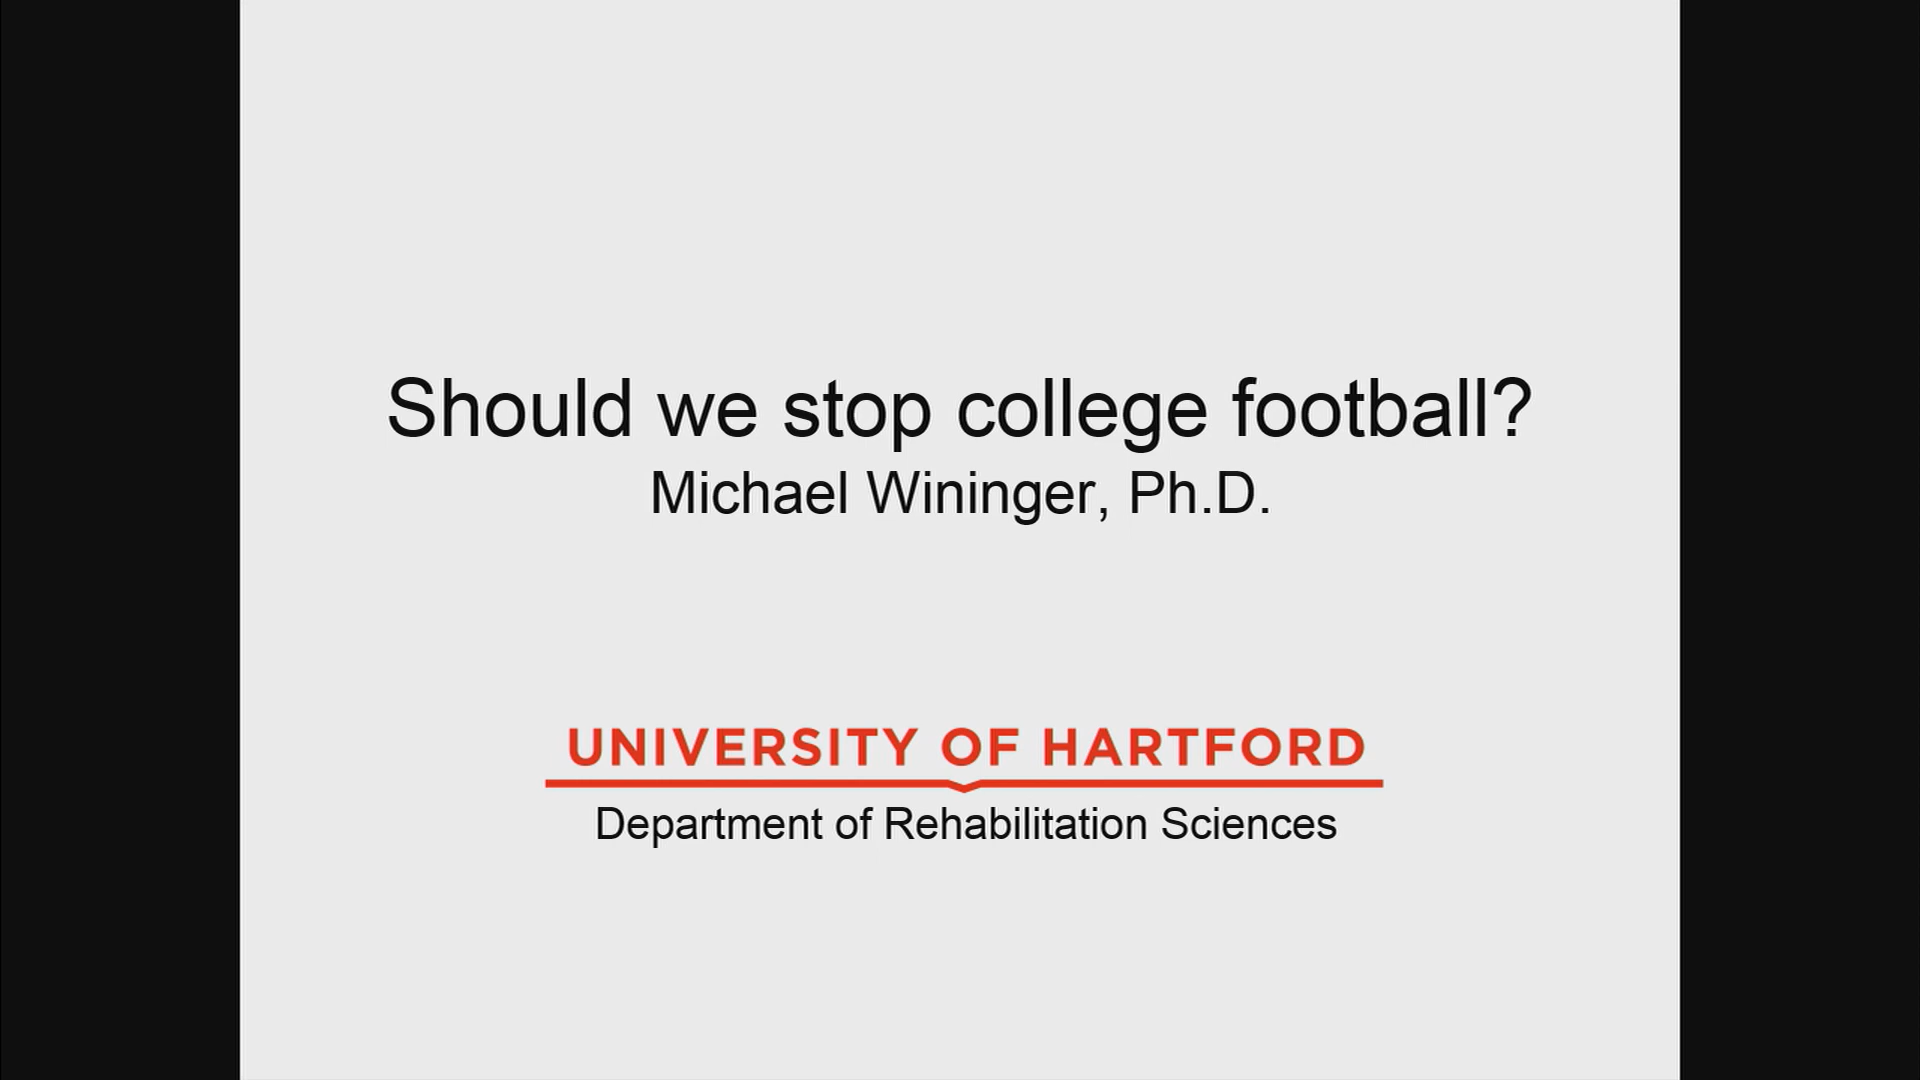 Should we stop college football?
Michael Wininger, Ph.D.
UNIVERSITY OF HARTFORD
Department of Rehabilitation Sciences